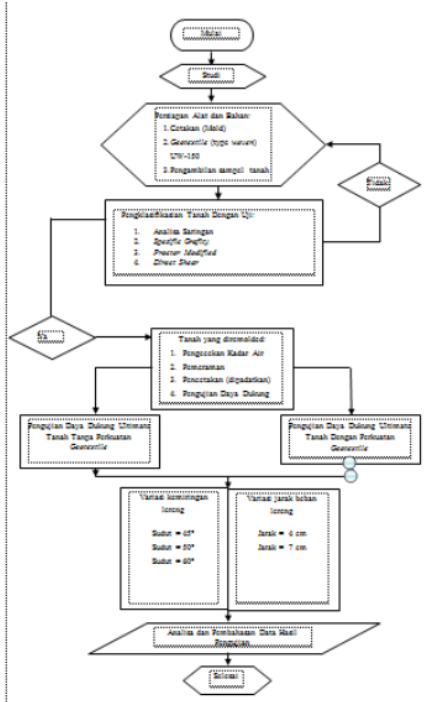 Mulai
Studi
Persiapan Alat dan Bahan:
1. Cetakan (Mold)
2. Geotextile (type woven)
UW-150
3. Pengambilan sampel tanah
Tidak
Pengklasifikasian Tanah Dengan Uji:
1. Analisa Saringan
2. Specific Grafity
3. Proctor Modified
4. Direct Shear
Ya
Tanah yang diremolded:
1. Pengecekan Kadar Air
2. Pemeraman
3. Pencetakan (dipadatkan)
4. Pengujian Daya Dukung
Pengujian Daya Dukung Ultimate
Tanah Tanpa Perkuatan
Geotextile
Pengujian Daya Dukung Ultimate
Tanah Dengan Perkuatan
Geotextile
Variasi kemiringan
lereng
Sudut = 45°
Sudut = 50°
Sudut = 60°
Variasi jarak beban
lereng
Jarak = 4 cm
Jarak = 7 cm
Analisa dan Pembahasan Data Hasil
Pengujian
Selesai